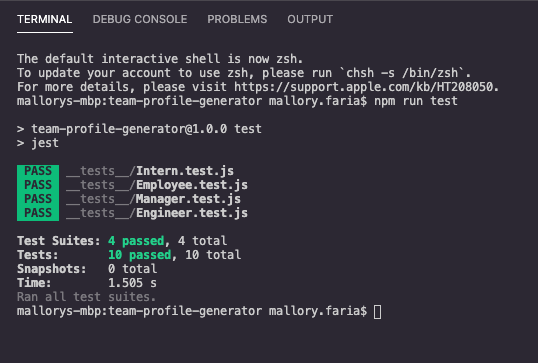 TERMINAL DEBUG CONSOLE PROBLEMS OUTPUT
The default interactive shell is now zsh.
To update your account to use zsh, please run `chsh -s /bin/zsh`.
For more details, please visit https://support.apple.com/kb/HT208050.
mallorys-mbp:team-profile-generator mallory.faria$ npm run test
> team-profile-generator@1.0.0 test
> jest
PASS __tests__/Intern.test.js
PASS __tests__/Employee.test.js
PASS __tests__/Manager.test.js
PASS __tests__/Engineer.test.js
Test Suites: 4 passed, 4 total
Tests: 10 passed, 10 total
Snapshots: 0 total
Time: 1.505 s
Ran all test suites.
mallorys-mbp:team-profile-generator mallory.faria$